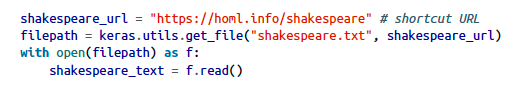 shakespeare_url = "https://homl.info/shakespeare" # shortcut URL
filepath = keras.utils.get_file("shakespeare.txt", shakespeare_url)
with open(filepath) as f:
    shakespeare_text = f.read()